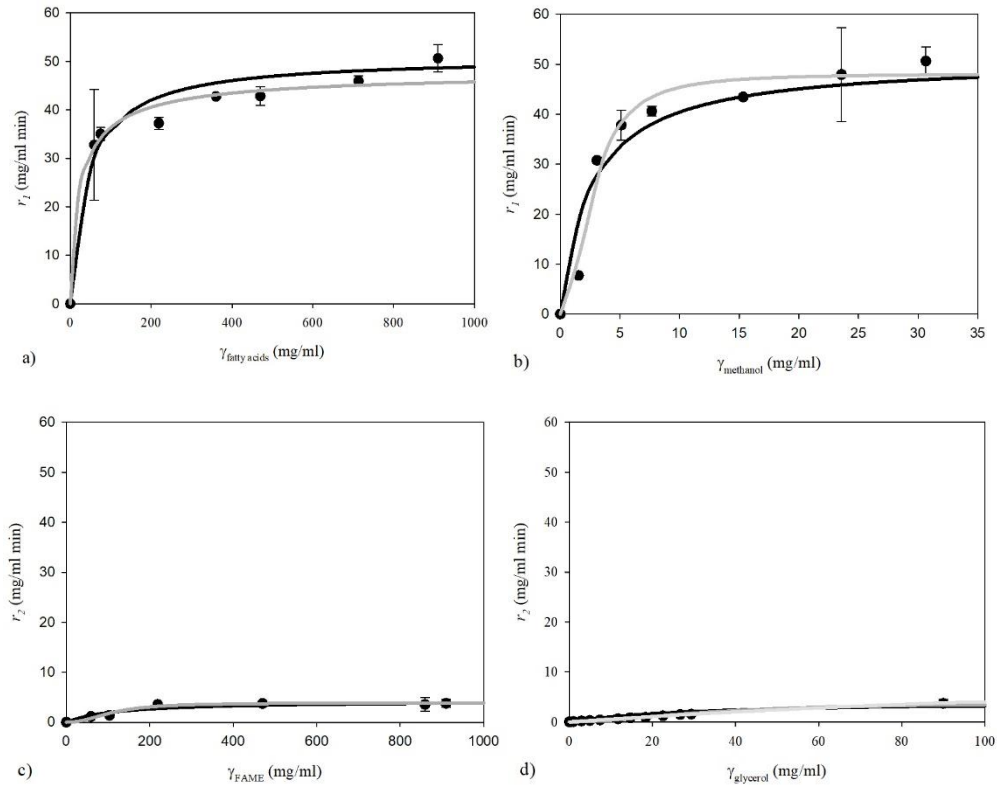 60
50
40
30
20
10
0
r1 (mg/ml min)
0 200 400 600 800 1000
γfatty acids (mg/ml)
a)
60
50
40
30
20
10
0
r1 (mg/ml min)
0 5 10 15 20 25 30 35
γmethanol (mg/ml)
b)
60
50
40
30
20
10
0
r2 (mg/ml min)
0 200 400 600 800 1000
γFAME (mg/ml)
c)
60
50
40
30
20
10
0
r2 (mg/ml min)
0 20 40 60 80 100
γglycerol (mg/ml)
d)